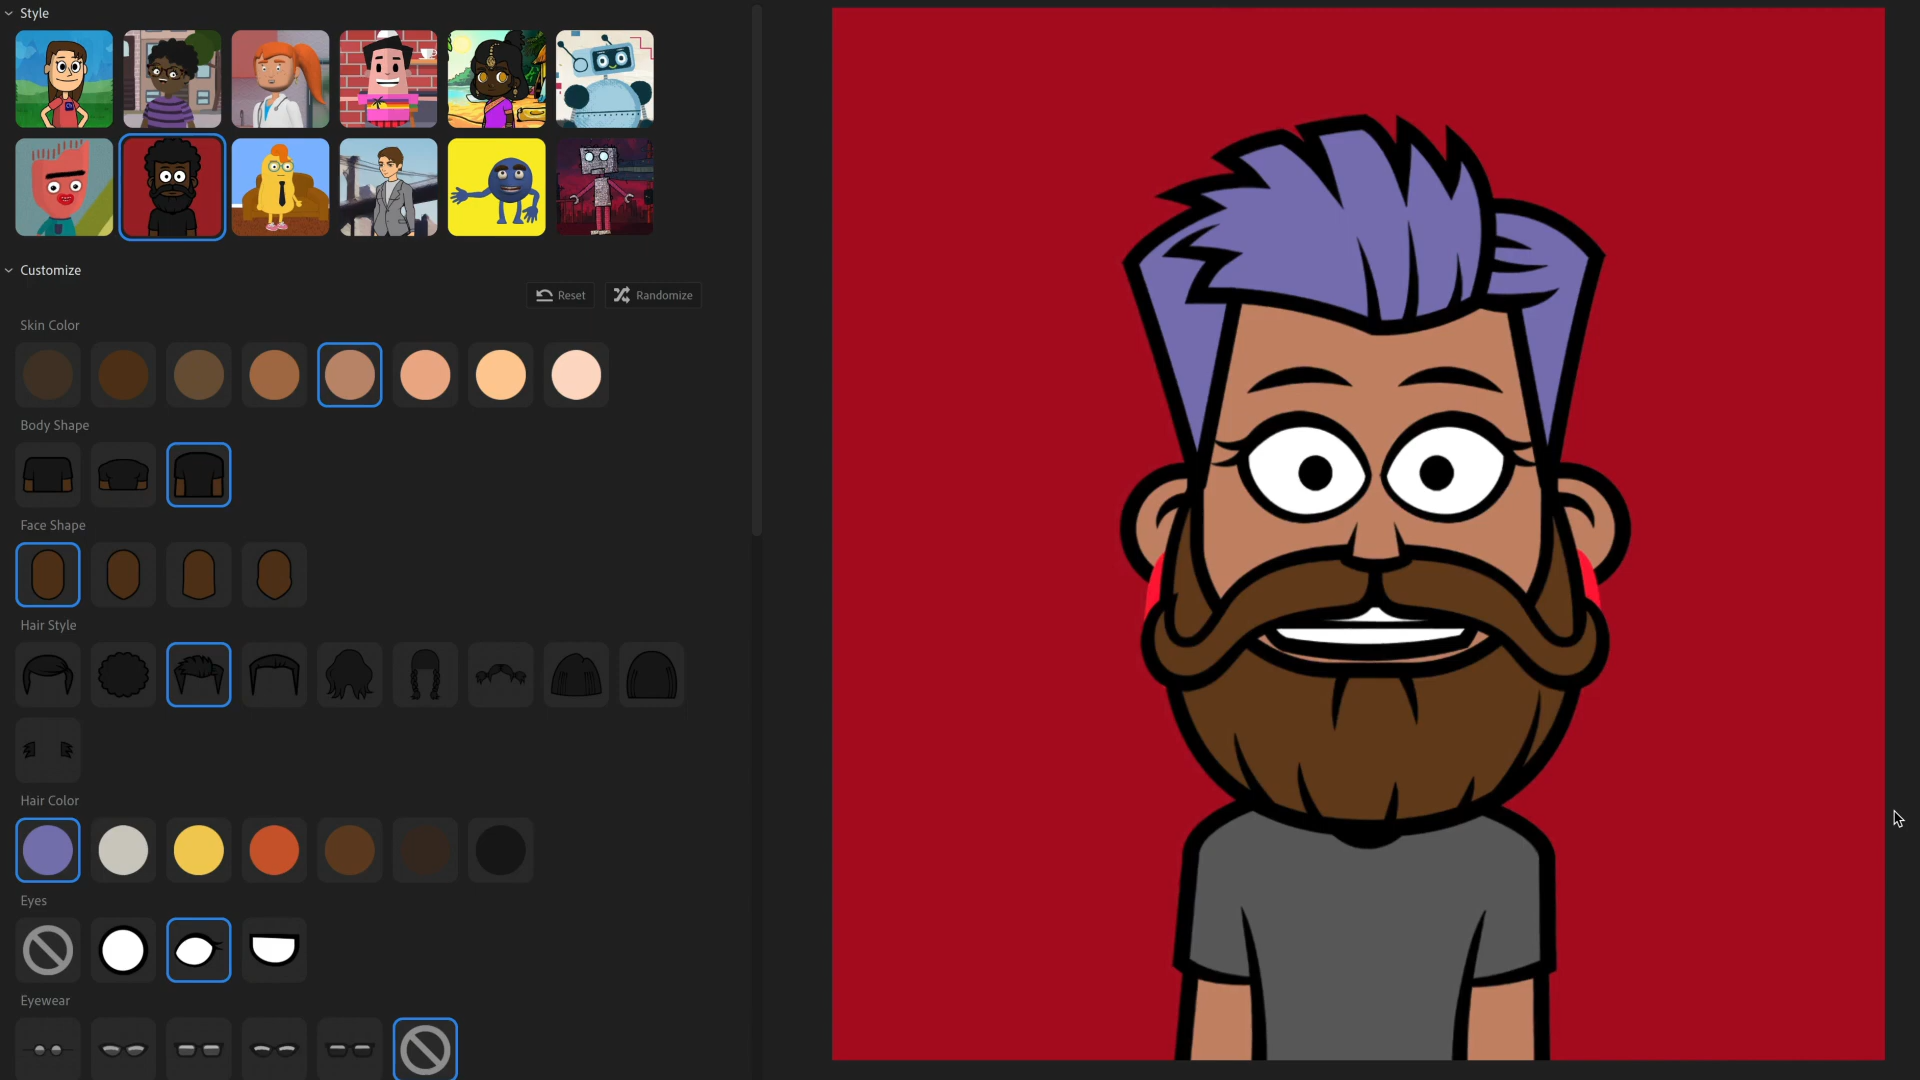 Style
Customize
Reset
Randomize
Skin Color
Body Shape
Face Shape
Hair Style
Hair Color
Eyes
Eyewear